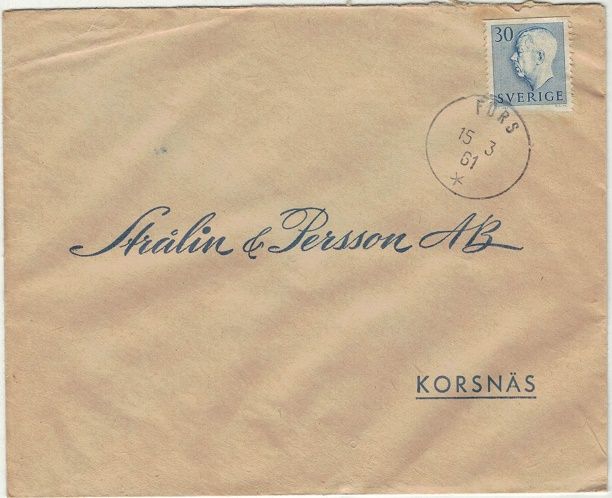 30
SVERIGE
FORS
15 3
61
Strålin & Persson AB
KORSNÄS